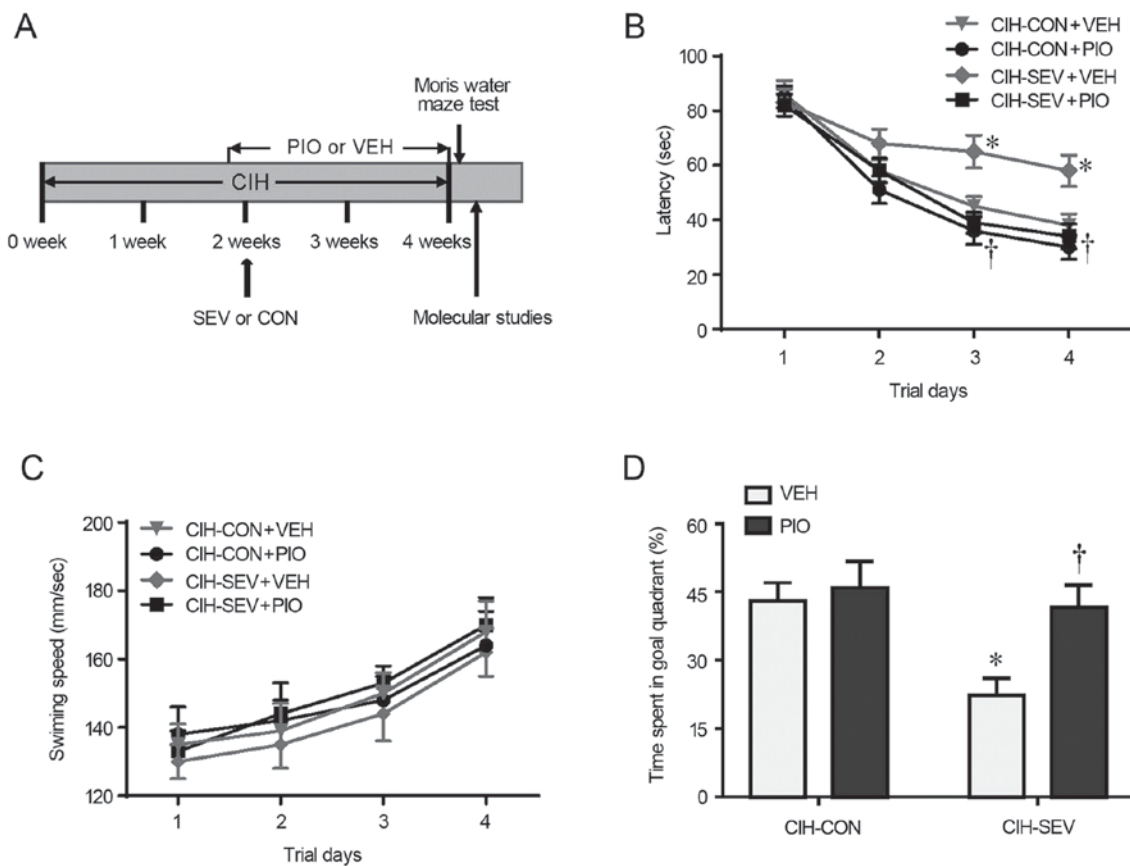 A
Moris water
maze test
PIO or VEH
CIH
0 week
1 week
2 weeks
3 weeks
4 weeks
SEV or CON
Molecular studies
B
CIH-CON+VEH
CIH-CON+PIO
CIH-SEV+VEH
CIH-SEV+PIO
Latency (sec)
100
80
60
40
20
0
*
*
†
†
1 2 3 4
Trial days
C
CIH-CON+VEH
CIH-CON+PIO
CIH-SEV+VEH
CIH-SEV+PIO
Swiming speed (mm/sec)
200
180
160
140
120
1 2 3 4
Trial days
D
VEH
PIO
Time spent in goal quadrant (%)
60
45
30
15
0
*
†
CIH-CON CIH-SEV